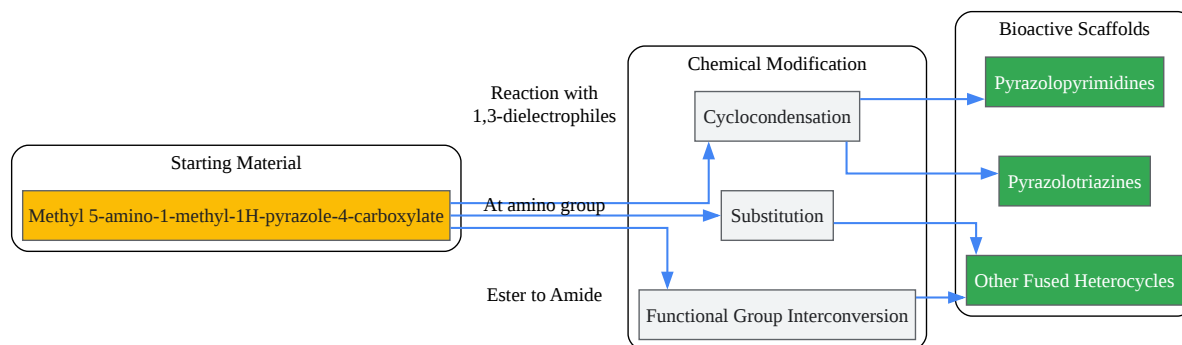 Starting Material
Methyl 5-amino-1-methyl-1H-pyrazole-4-carboxylate
Reaction with
1,3-dielectrophiles
At amino group
Ester to Amide
Chemical Modification
Cyclocondensation
Substitution
Functional Group Interconversion
Bioactive Scaffolds
Pyrazolopyrimidines
Pyrazolotriazines
Other Fused Heterocycles